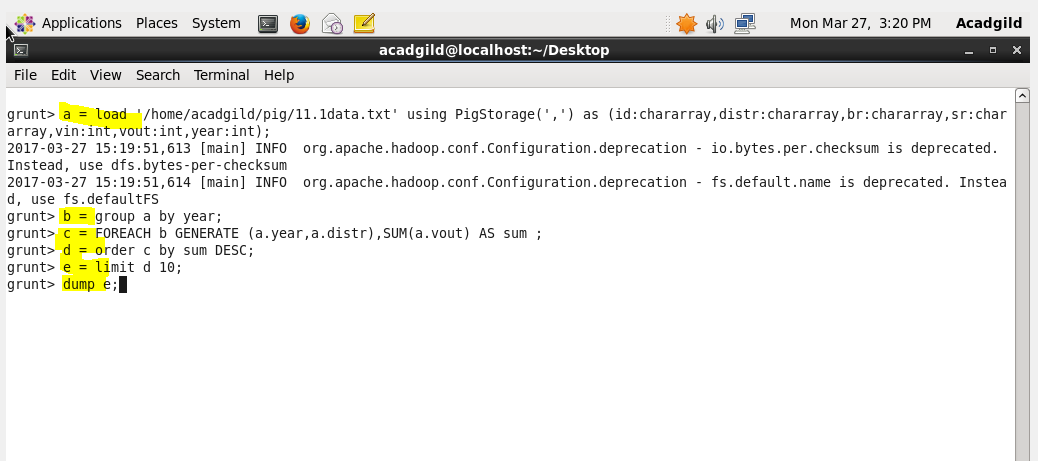 Applications Places System Mon Mar 27, 3:20 PM Acadgild
acadgild@localhost:~/Desktop
File Edit View Search Terminal Help
grunt> a = load '/home/acadgild/pig/11.1data.txt' using PigStorage(',') as (id:chararray,distr:chararray,br:chararray,sr:char
array,vin:int,vout:int,year:int);
2017-03-27 15:19:51,613 [main] INFO  org.apache.hadoop.conf.Configuration.deprecation - io.bytes.per.checksum is deprecated.
Instead, use dfs.bytes-per-checksum
2017-03-27 15:19:51,614 [main] INFO  org.apache.hadoop.conf.Configuration.deprecation - fs.default.name is deprecated. Instea
d, use fs.defaultFS
grunt> b = group a by year;
grunt> c = FOREACH b GENERATE (a.year,a.distr),SUM(a.vout) AS sum ;
grunt> d = order c by sum DESC;
grunt> e = limit d 10;
grunt> dump e;